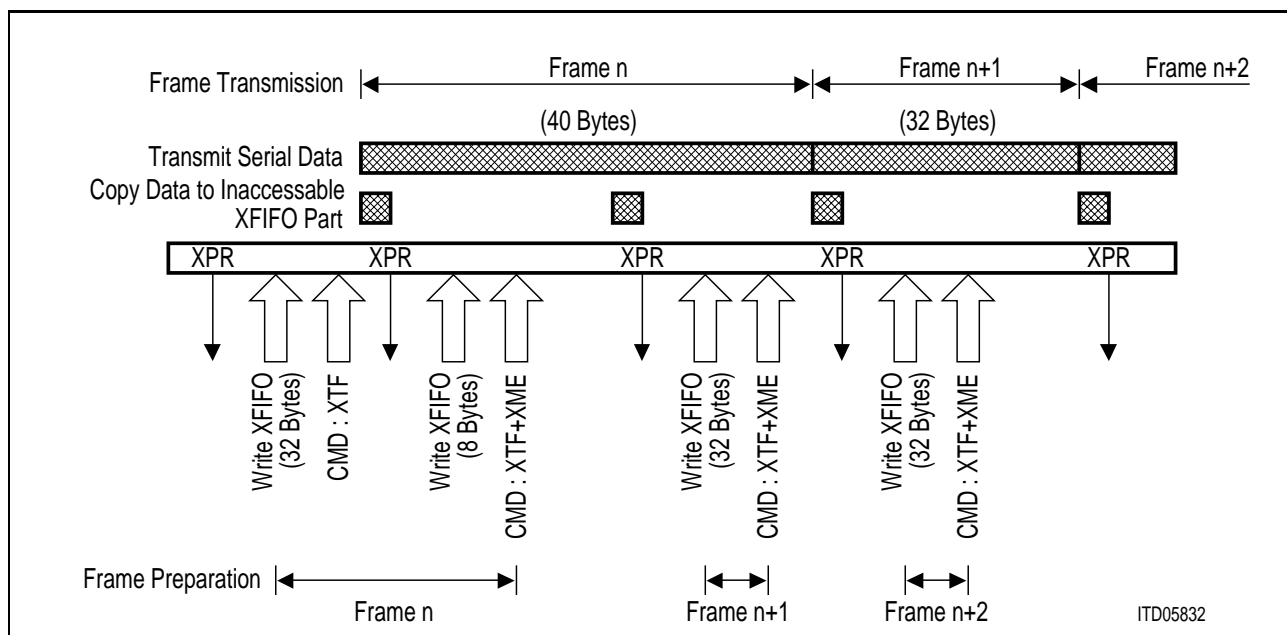 Frame Transmission
Frame n
Frame n+1
Frame n+2
(40 Bytes)
(32 Bytes)
Transmit Serial Data
Copy Data to Inaccessable
XFIFO Part
XPR
XPR
XPR
XPR
XPR
Write XFIFO
(32 Bytes)
CMD : XTF
Write XFIFO
(8 Bytes)
CMD : XTF+XME
Write XFIFO
(32 Bytes)
CMD : XTF+XME
Write XFIFO
(32 Bytes)
CMD : XTF+XME
Frame Preparation
Frame n
Frame n+1
Frame n+2
ITD05832